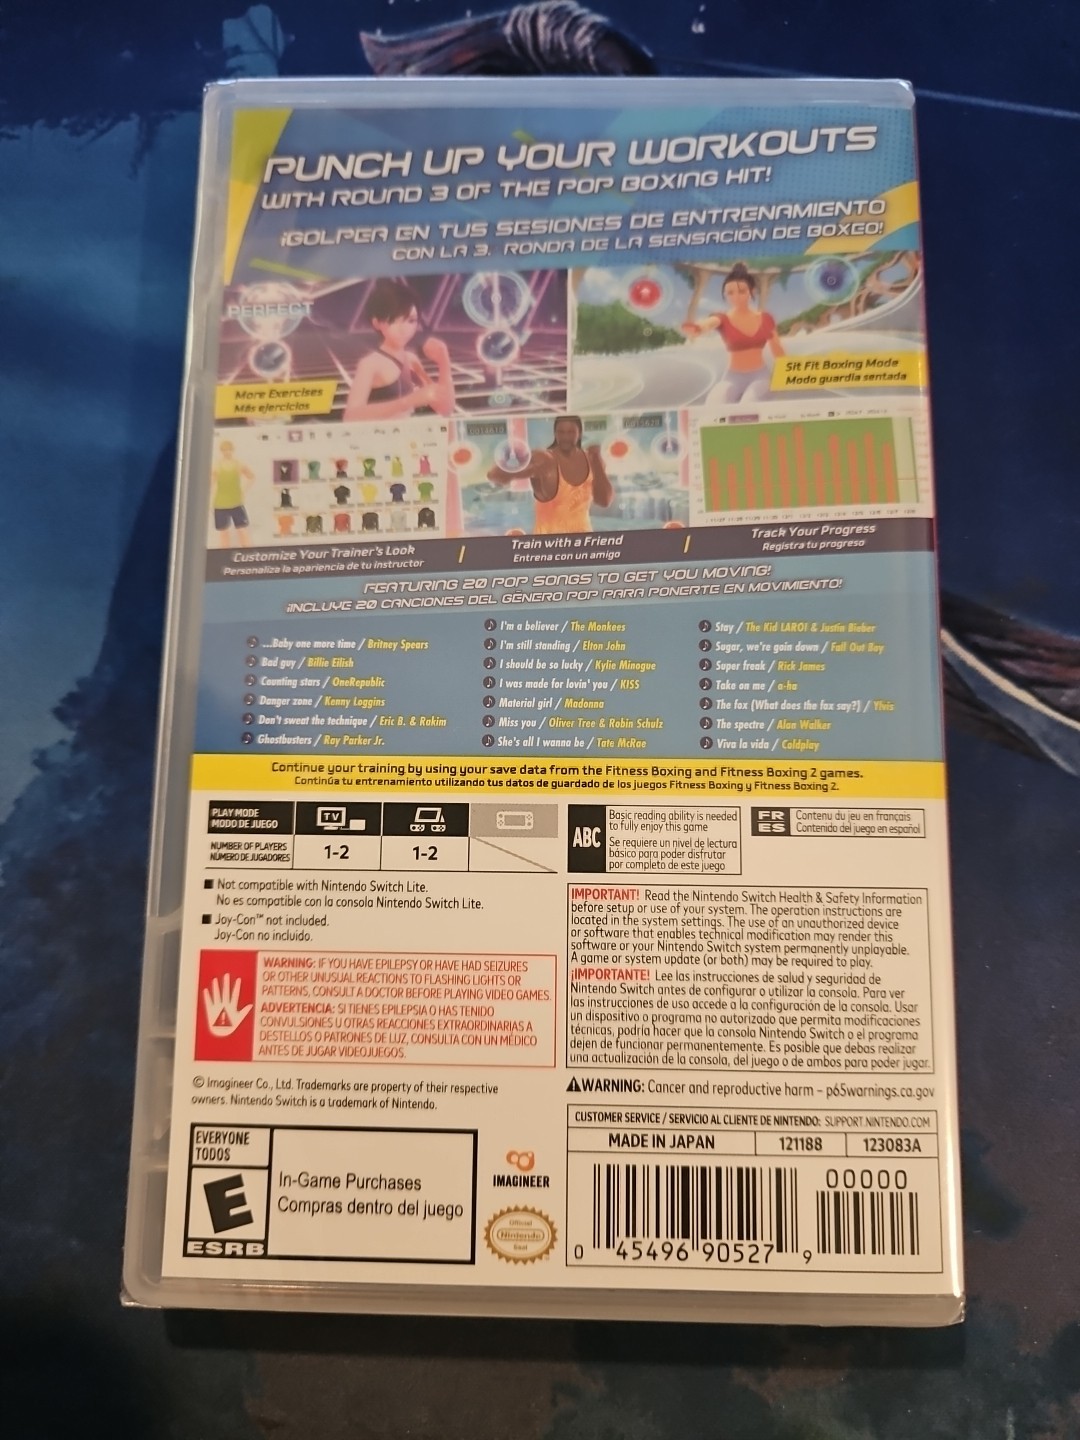 PUNCH UP YOUR WORKOUTS
WITH ROUND 3 OF THE POP BOXING HIT!
¡GOLPEA EN TUS SESIONES DE ENTRENAMIENTO
CON LA 3. RONDA DE LA SENSACIÓN DE BOXEO!
PERFECT
More Exercises
Más ejercicios
Sit Fit Boxing Mode
Modo guardia sentada
Customize Your Trainer's Look
Personaliza la apariencia de tu instructor
/
Train with a Friend
Entrena con un amigo
/
Track Your Progress
Registra tu progreso
FEATURING 20 POP SONGS TO GET YOU MOVING!
¡INCLUYE 20 CANCIONES DEL GÉNERO POP PARA PONERTE EN MOVIMIENTO!
...Baby one more time / Britney Spears
Bad guy / Billie Eilish
Counting stars / OneRepublic
Danger zone / Kenny Loggins
Don't sweat the technique / Eric B. & Rakim
Ghostbusters / Ray Parker Jr.
I'm a believer / The Monkees
I'm still standing / Elton John
I should be so lucky / Kylie Minogue
I was made for lovin' you / KISS
Material girl / Madonna
Miss you / Oliver Tree & Robin Schulz
She's all I wanna be / Tate McRae
Stay / The Kid LAROI & Justin Bieber
Sugar, we're goin down / Fall Out Boy
Super freak / Rick James
Take on me / a-ha
The fox (What does the fox say?) / Ylvis
The spectre / Alan Walker
Viva la vida / Coldplay
Continue your training by using your save data from the Fitness Boxing and Fitness Boxing 2 games.
Continúa tu entrenamiento utilizando tus datos de guardado de los juegos Fitness Boxing y Fitness Boxing 2.
PLAY MODE
MODO DE JUEGO
TV
NUMBER OF PLAYERS
NÚMERO DE JUGADORES
1-2
1-2
ABC
Basic reading ability is needed
to fully enjoy this game
Se requiere un nivel de lectura
básico para poder disfrutar
por completo de este juego
FR
ES
Contenu du jeu en français
Contenido del juego en español
Not compatible with Nintendo Switch Lite.
No es compatible con la consola Nintendo Switch Lite.
Joy-Con™ not included.
Joy-Con no incluido.
WARNING: IF YOU HAVE EPILEPSY OR HAVE HAD SEIZURES
OR OTHER UNUSUAL REACTIONS TO FLASHING LIGHTS OR
PATTERNS, CONSULT A DOCTOR BEFORE PLAYING VIDEO GAMES.
ADVERTENCIA: SI TIENES EPILEPSIA O HAS TENIDO
CONVULSIONES U OTRAS REACCIONES EXTRAORDINARIAS A
DESTELLOS O PATRONES DE LUZ, CONSULTA CON UN MÉDICO
ANTES DE JUGAR VIDEOJUEGOS.
IMPORTANT! Read the Nintendo Switch Health & Safety Information
before setup or use of your system. The operation instructions are
located in the system settings. The use of an unauthorized device
or software that enables technical modification may render this
software or your Nintendo Switch system permanently unplayable.
A game or system update (or both) may be required to play.
¡IMPORTANTE! Lee las instrucciones de salud y seguridad de
Nintendo Switch antes de configurar o utilizar la consola. Para ver
las instrucciones de uso accede a la configuración de la consola. Usar
un dispositivo o programa no autorizado que permita modificaciones
técnicas, podría hacer que la consola Nintendo Switch o el programa
dejen de funcionar permanentemente. Es posible que debas realizar
una actualización de la consola, del juego o de ambos para poder jugar.
WARNING: Cancer and reproductive harm – p65warnings.ca.gov
© Imagineer Co., Ltd. Trademarks are property of their respective
owners. Nintendo Switch is a trademark of Nintendo.
CUSTOMER SERVICE / SERVICIO AL CLIENTE DE NINTENDO: SUPPORT.NINTENDO.COM
MADE IN JAPAN
121188
123083A
EVERYONE
TODOS
E
ESRB
In-Game Purchases
Compras dentro del juego
IMAGINEER
Official
Nintendo
Seal
00000
0 45496 90527 9